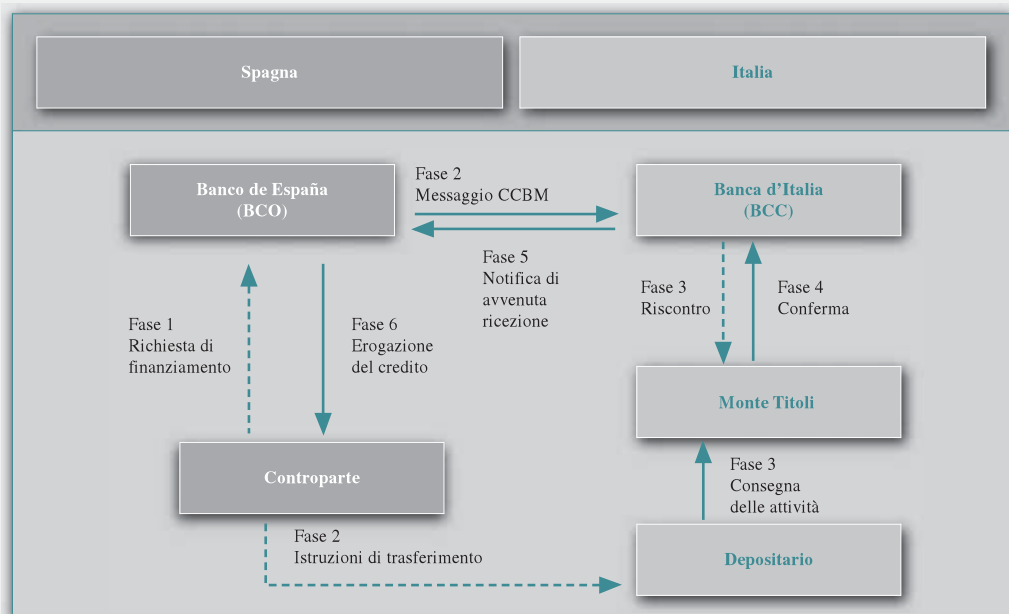 Spagna
Italia
Banco de España
(BCO)
Fase 2
Messaggio CCBM
Banca d’Italia
(BCC)
Fase 5
Notifica di
avvenuta
ricezione
Fase 3
Riscontro
Fase 4
Conferma
Fase 1
Richiesta di
finanziamento
Fase 6
Erogazione
del credito
Monte Titoli
Controparte
Fase 3
Consegna
delle attività
Fase 2
Istruzioni di trasferimento
Depositario